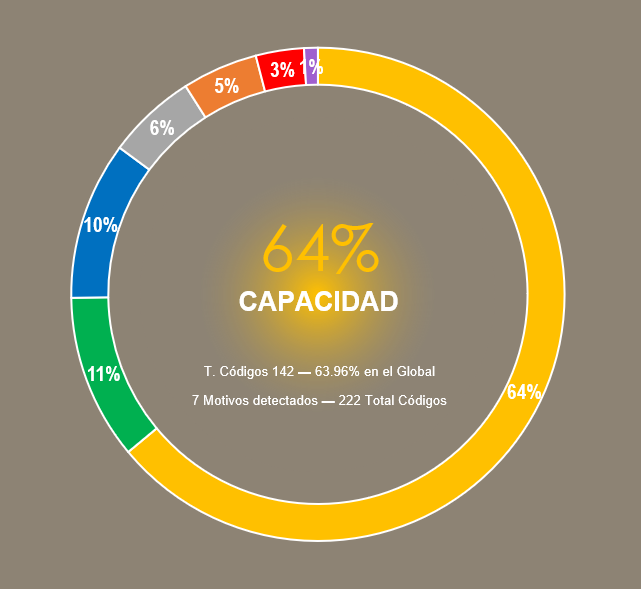 3% 1%
5%
6%
10%
64%
CAPACIDAD
11%
T. Códigos 142 — 63.96% en el Global
64%
7 Motivos detectados — 222 Total Códigos